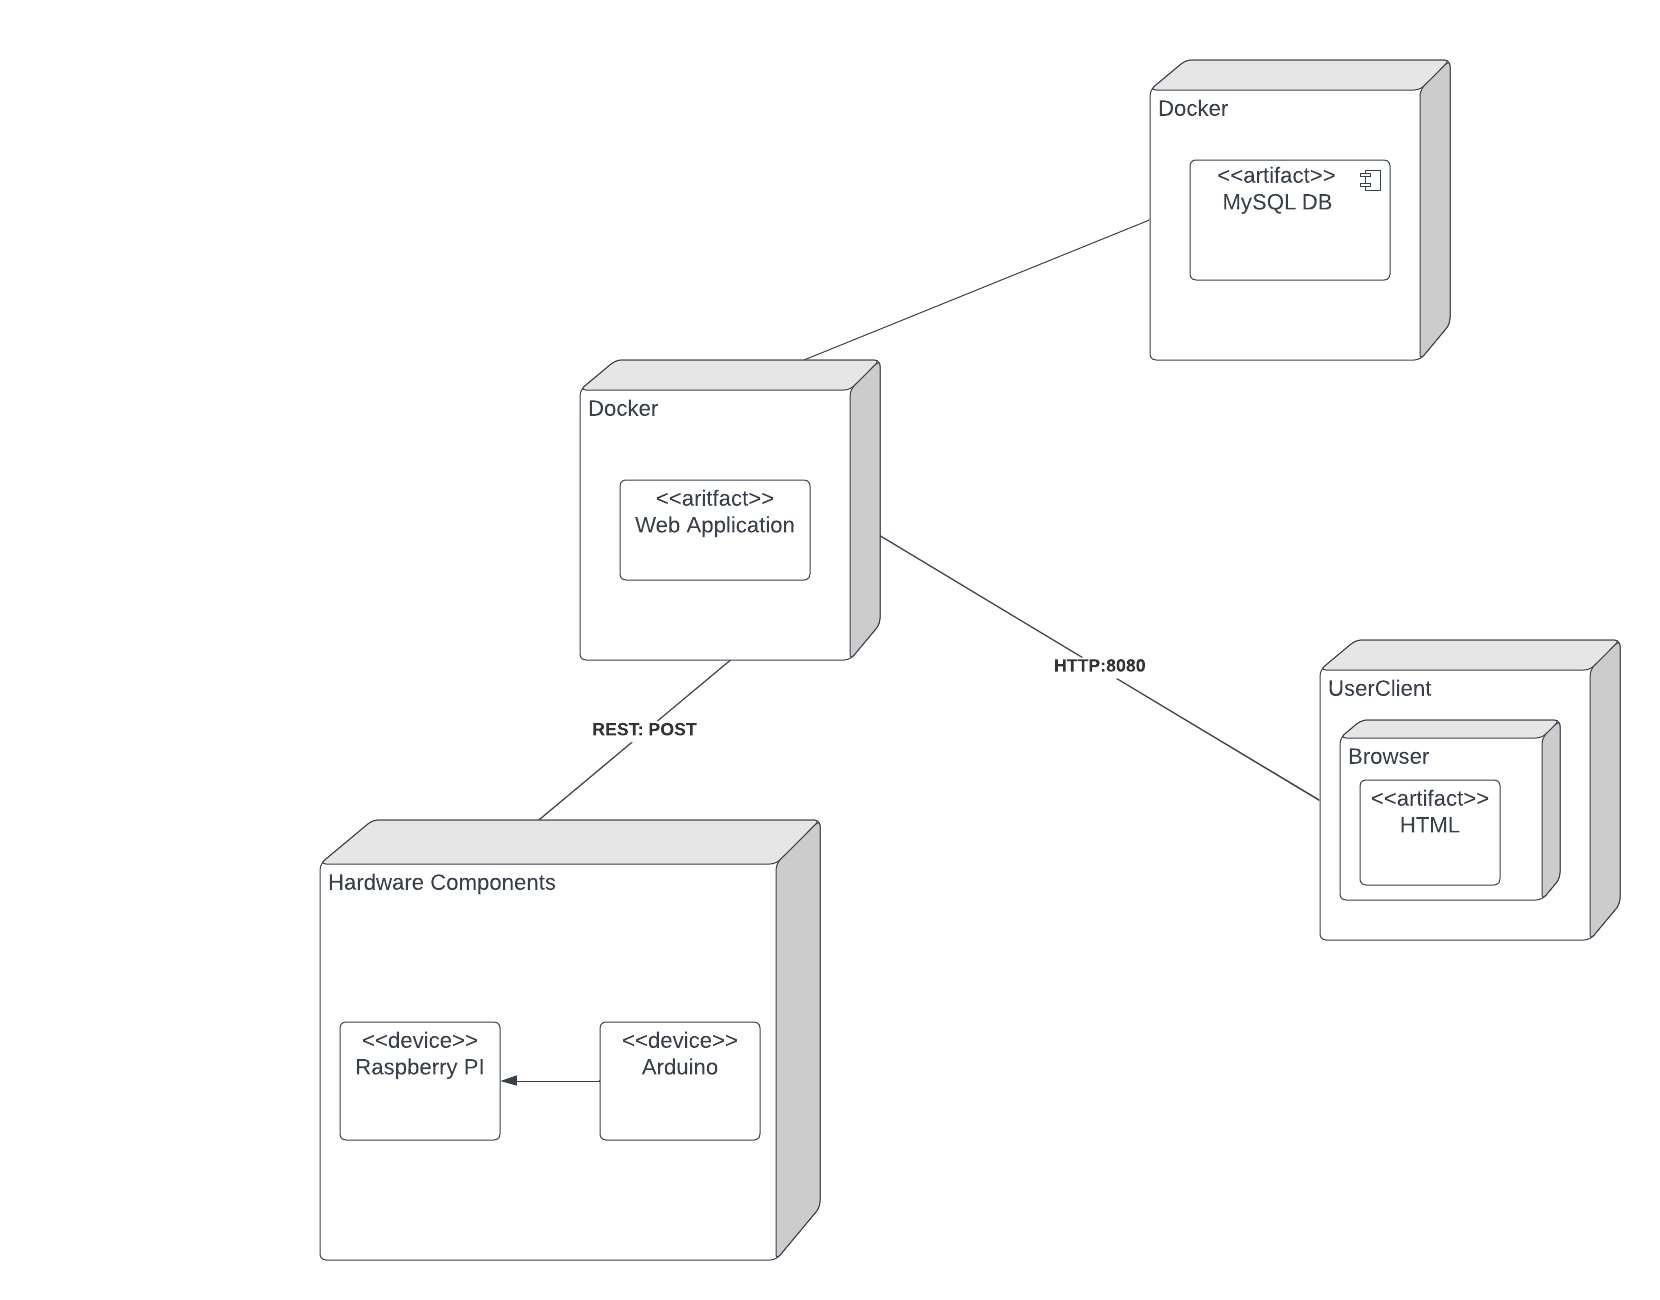 Docker
<<artifact>>
MySQL DB
Docker
<<aritfact>>
Web Application
HTTP:8080
UserClient
Browser
<<artifact>>
HTML
REST: POST
Hardware Components
<<device>>
Raspberry PI
<<device>>
Arduino